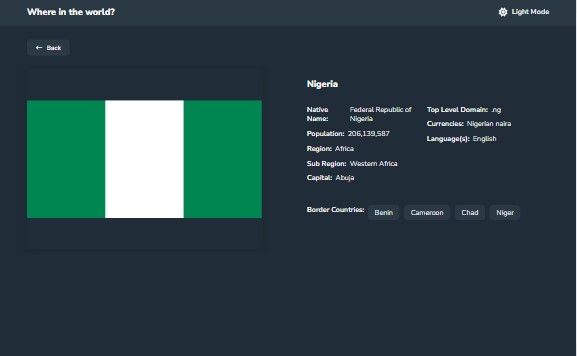 Where in the world?
Light Mode
← Back
Nigeria
Native Name: Federal Republic of Nigeria
Population: 206,139,587
Region: Africa
Sub Region: Western Africa
Capital: Abuja
Top Level Domain: .ng
Currencies: Nigerian naira
Language(s): English
Border Countries: Benin Cameroon Chad Niger